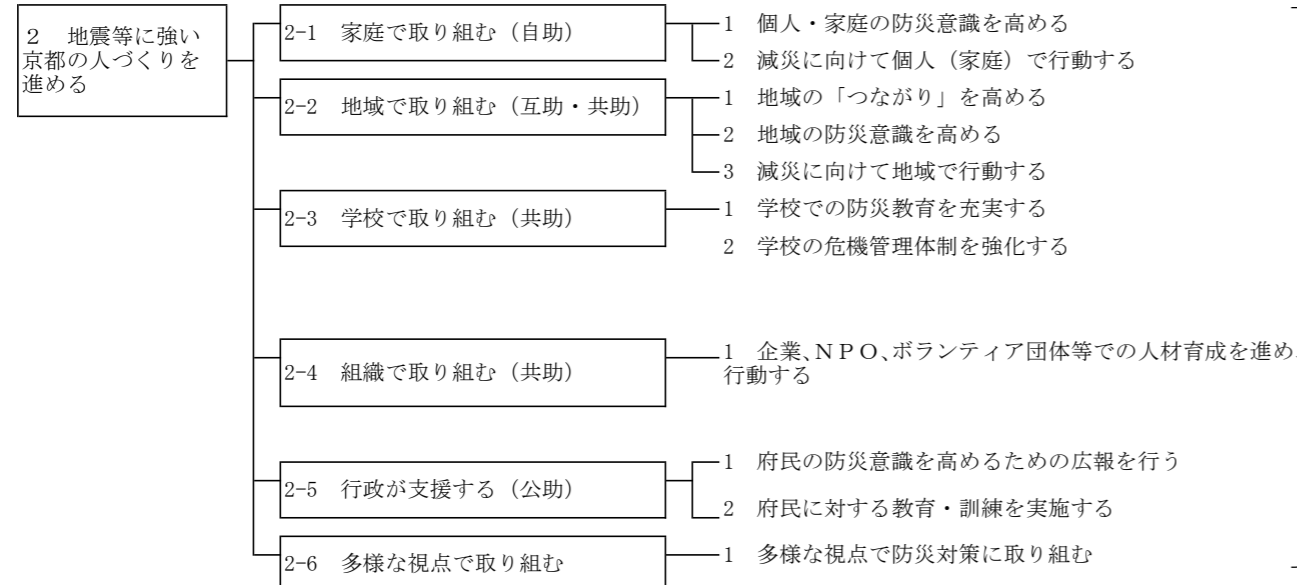 ２　地震等に強い
京都の人づくりを
進める
2-1　家庭で取り組む（自助）
1　個人・家庭の防災意識を高める
2　減災に向けて個人（家庭）で行動する
2-2　地域で取り組む（互助・共助）
1　地域の「つながり」を高める
2　地域の防災意識を高める
3　減災に向けて地域で行動する
2-3　学校で取り組む（共助）
1　学校での防災教育を充実する
2　学校の危機管理体制を強化する
2-4　組織で取り組む（共助）
1　企業､ＮＰＯ､ボランティア団体等での人材育成を進め
行動する
2-5　行政が支援する（公助）
1　府民の防災意識を高めるための広報を行う
2　府民に対する教育・訓練を実施する
2-6　多様な視点で取り組む
1　多様な視点で防災対策に取り組む